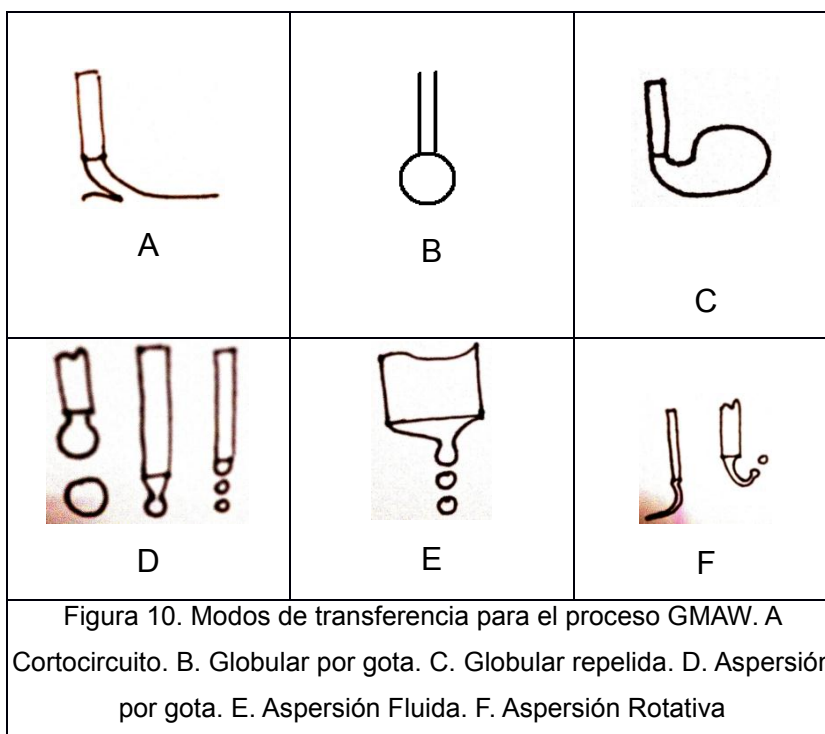 A
B
C
D
E
F
Figura 10. Modos de transferencia para el proceso GMAW. A
Cortocircuito. B. Globular por gota. C. Globular repelida. D. Aspersión
por gota. E. Aspersión Fluida. F. Aspersión Rotativa